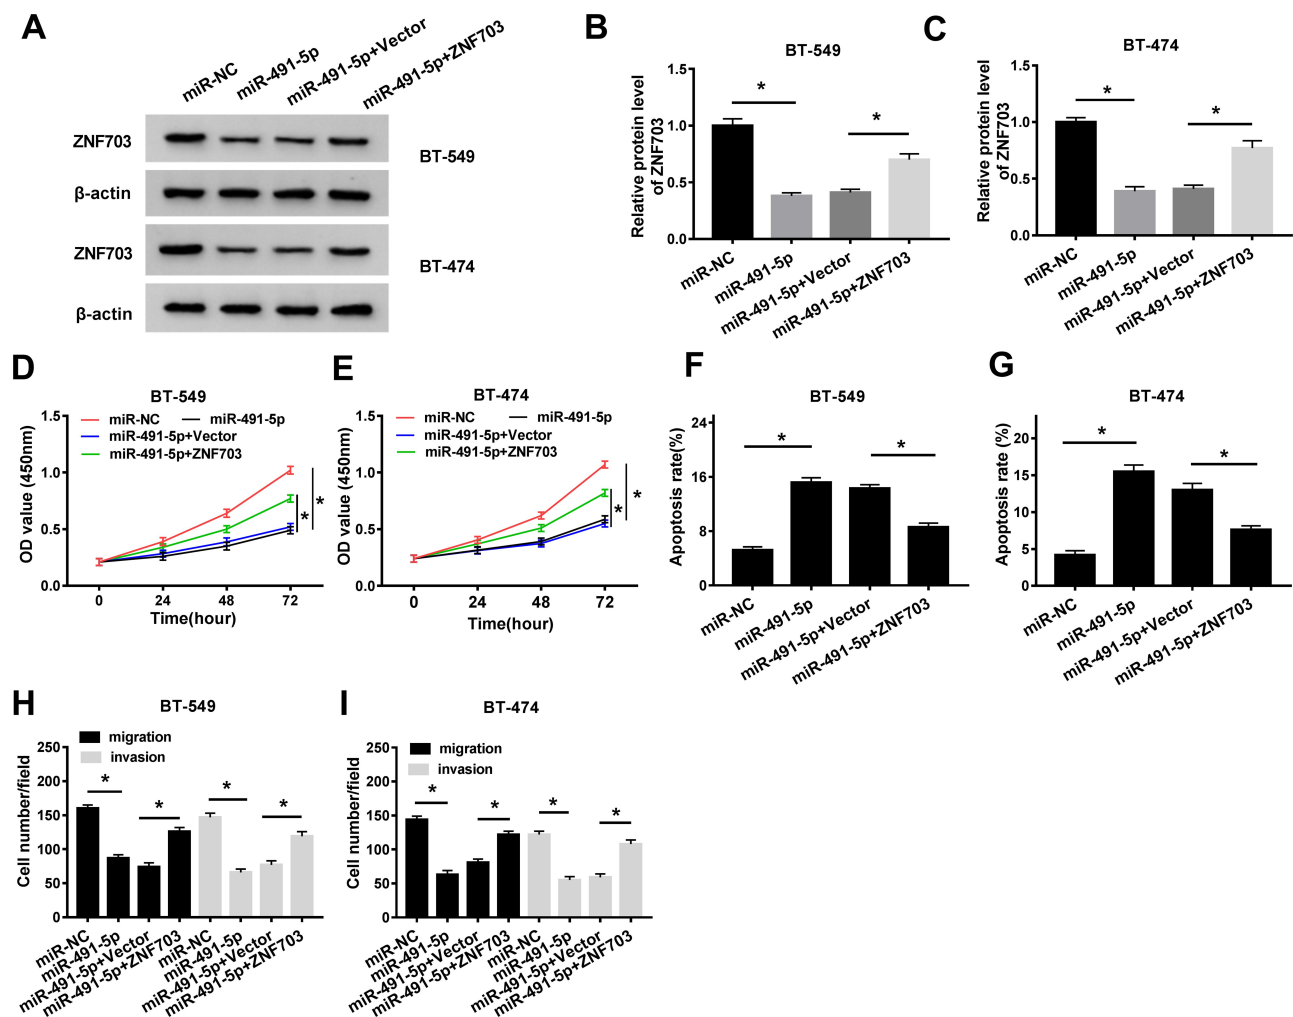 A
miR-NC
miR-491-5p
miR-491-5p+Vector
miR-491-5p+ZNF703
ZNF703
BT-549
β-actin
ZNF703
BT-474
β-actin
B
BT-549
Relative protein level
of ZNF703
1.5
1.0
0.5
0.0
*
*
miR-NC
miR-491-5p
miR-491-5p+Vector
miR-491-5p+ZNF703
C
BT-474
Relative protein level
of ZNF703
1.5
1.0
0.5
0.0
*
*
miR-NC
miR-491-5p
miR-491-5p+Vector
miR-491-5p+ZNF703
D
BT-549
miR-NC
miR-491-5p
miR-491-5p+Vector
miR-491-5p+ZNF703
OD value (450nm)
1.5
1.0
0.5
0.0
*
*
0 24 48 72
Time(hour)
E
BT-474
miR-NC
miR-491-5p
miR-491-5p+Vector
miR-491-5p+ZNF703
OD value (450nm)
1.5
1.0
0.5
0.0
*
*
0 24 48 72
Time(hour)
F
BT-549
Apoptosis rate(%)
24
16
8
0
*
*
miR-NC
miR-491-5p
miR-491-5p+Vector
miR-491-5p+ZNF703
G
BT-474
Apoptosis rate (%)
20
15
10
5
0
*
*
miR-NC
miR-491-5p
miR-491-5p+Vector
miR-491-5p+ZNF703
H
BT-549
migration
invasion
Cell number/field
250
200
150
100
50
0
*
*
*
*
miR-NC
miR-491-5p
miR-491-5p+Vector
miR-491-5p+ZNF703
miR-NC
miR-491-5p
miR-491-5p+Vector
miR-491-5p+ZNF703
I
BT-474
migration
invasion
Cell number/field
250
200
150
100
50
0
*
*
*
*
miR-NC
miR-491-5p
miR-491-5p+Vector
miR-491-5p+ZNF703
miR-NC
miR-491-5p
miR-491-5p+Vector
miR-491-5p+ZNF703